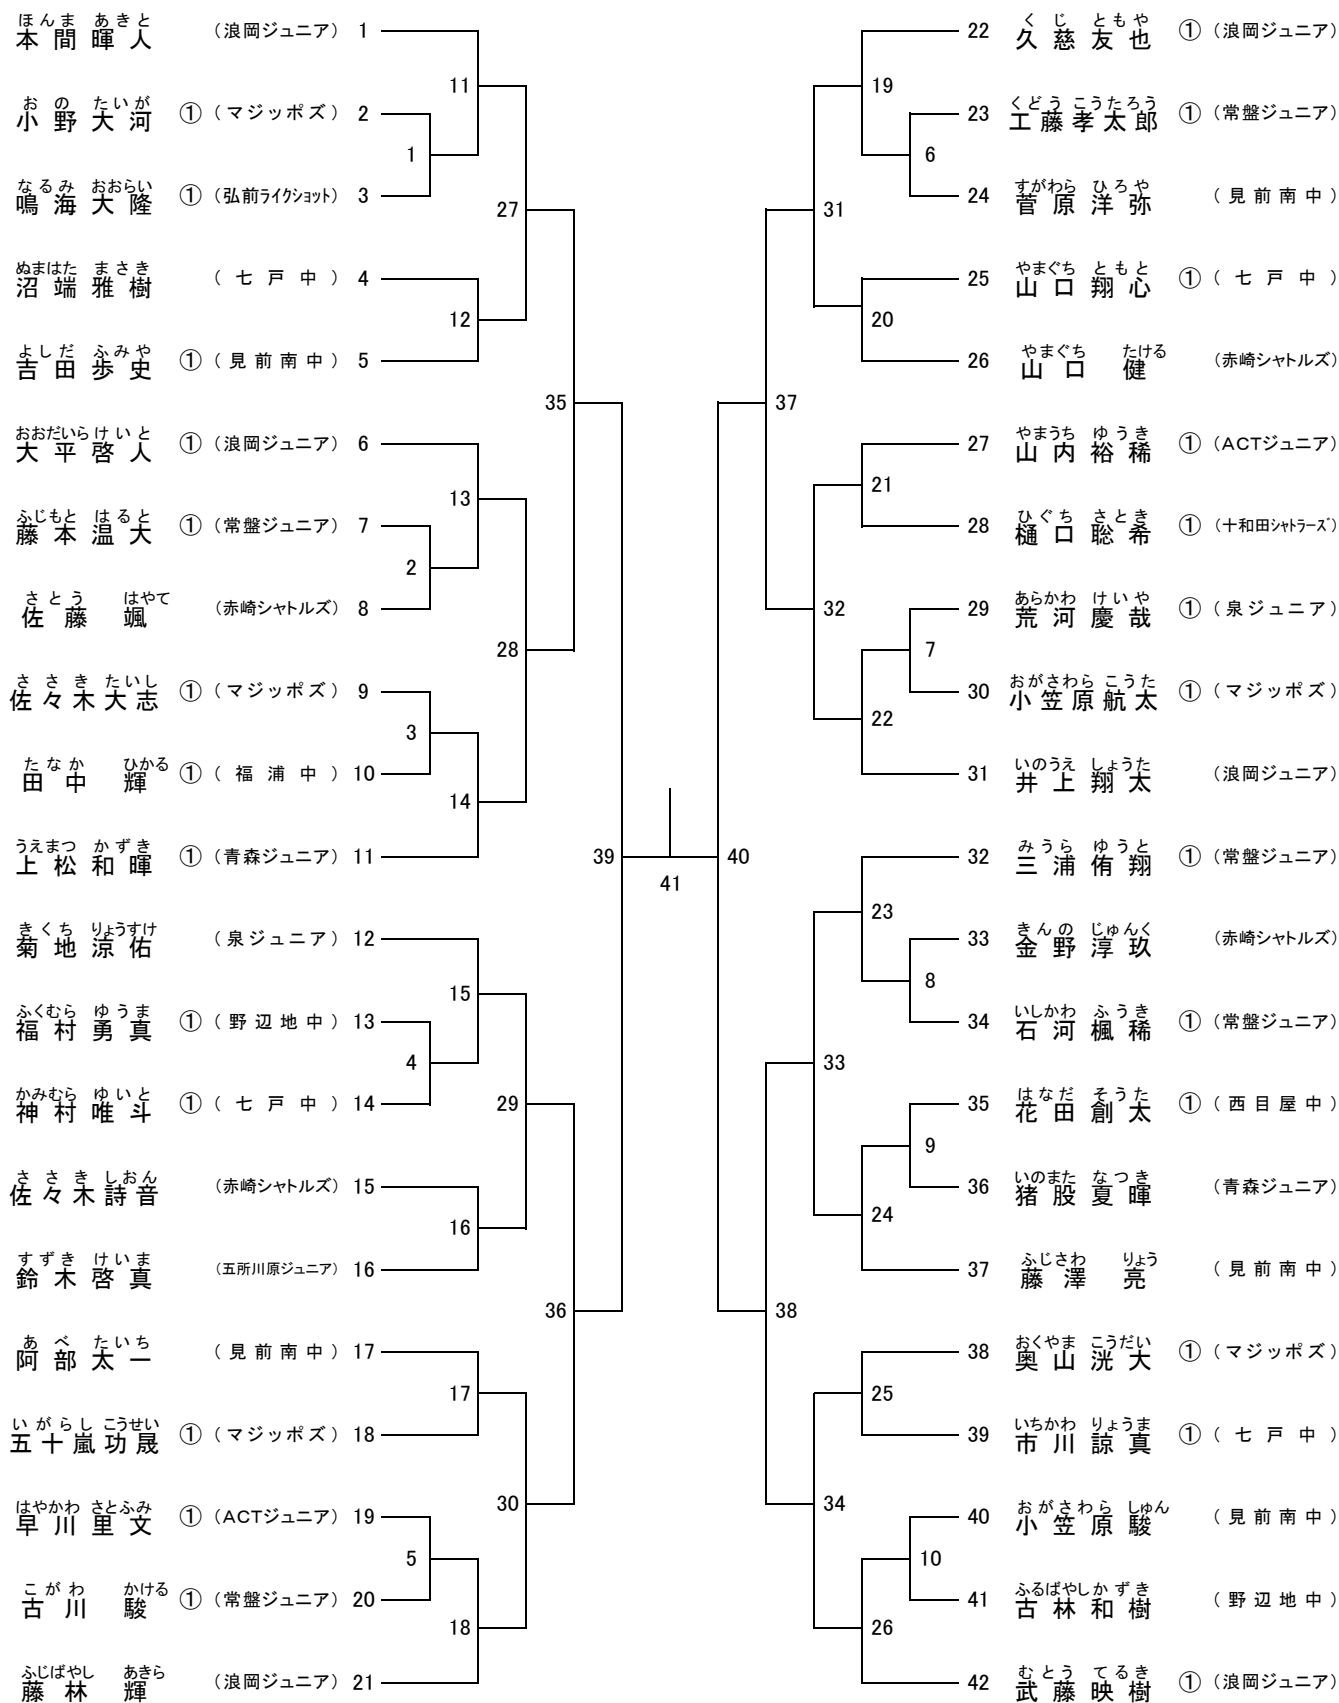 ほんま あきと
本間暉人 (浪岡ジュニア) 1
おの たいが
小野大河 ① (マジッポズ) 2
なるみ おおらい
鳴海大隆 ① (弘前ライクショット) 3
ぬまはた まさき
沼端雅樹 (七戸中) 4
よしだ ふみや
吉田歩史 ① (見前南中) 5
おおだいら けいと
大平啓人 ① (浪岡ジュニア) 6
ふじもと はると
藤本温大 ① (常盤ジュニア) 7
さとう はやて
佐藤颯 (赤崎シャトルズ) 8
ささき たいし
佐々木大志 ① (マジッポズ) 9
たなか ひかる
田中輝 ① (福浦中) 10
うえまつ かずき
上松和暉 ① (青森ジュニア) 11
きくち りょうすけ
菊地涼佑 (泉ジュニア) 12
ふくむら ゆうま
福村勇真 ① (野辺地中) 13
かみむら ゆいと
神村唯斗 ① (七戸中) 14
ささき しおん
佐々木詩音 (赤崎シャトルズ) 15
すずき けいま
鈴木啓真 (五所川原ジュニア) 16
あべ たいち
阿部太一 (見前南中) 17
いがらし こうせい
五十嵐功晟 ① (マジッポズ) 18
はやかわ さとふみ
早川里文 ① (ACTジュニア) 19
こがわ かける
古川駿 ① (常盤ジュニア) 20
ふじばやし あきら
藤林輝 (浪岡ジュニア) 21
11
1
27
12
35
13
2
28
3
14
39
15
4
29
16
36
17
30
5
18
41
40
19
6
31
20
37
21
32
7
22
23
8
33
9
24
38
25
34
10
26
くじ ともや
22 久慈友也 ① (浪岡ジュニア)
くどう こうたろう
23 工藤孝太郎 ① (常盤ジュニア)
すがわら ひろや
24 菅原洋弥 (見前南中)
やまぐち ともと
25 山口翔心 ① (七戸中)
やまぐち たける
26 山口健 (赤崎シャトルズ)
やまうち ゆうき
27 山内裕稀 ① (ACTジュニア)
ひぐち さとき
28 樋口聡希 ① (十和田シャトラーズ)
あらかわ けいや
29 荒河慶哉 ① (泉ジュニア)
おがさわら こうた
30 小笠原航太 ① (マジッポズ)
いのうえ しょうた
31 井上翔太 (浪岡ジュニア)
みうら ゆうと
32 三浦侑翔 ① (常盤ジュニア)
きんの じゅんく
33 金野淳玖 (赤崎シャトルズ)
いしかわ ふうき
34 石河楓稀 ① (常盤ジュニア)
はなだ そうた
35 花田創太 ① (西目屋中)
いのまた なつき
36 猪股夏暉 (青森ジュニア)
ふじさわ りょう
37 藤澤亮 (見前南中)
おくやま こうだい
38 奥山洸大 ① (マジッポズ)
いちかわ りょうま
39 市川諒真 ① (七戸中)
おがさわら しゅん
40 小笠原駿 (見前南中)
ふるばやし かずき
41 古林和樹 (野辺地中)
むとう てるき
42 武藤映樹 ① (浪岡ジュニア)